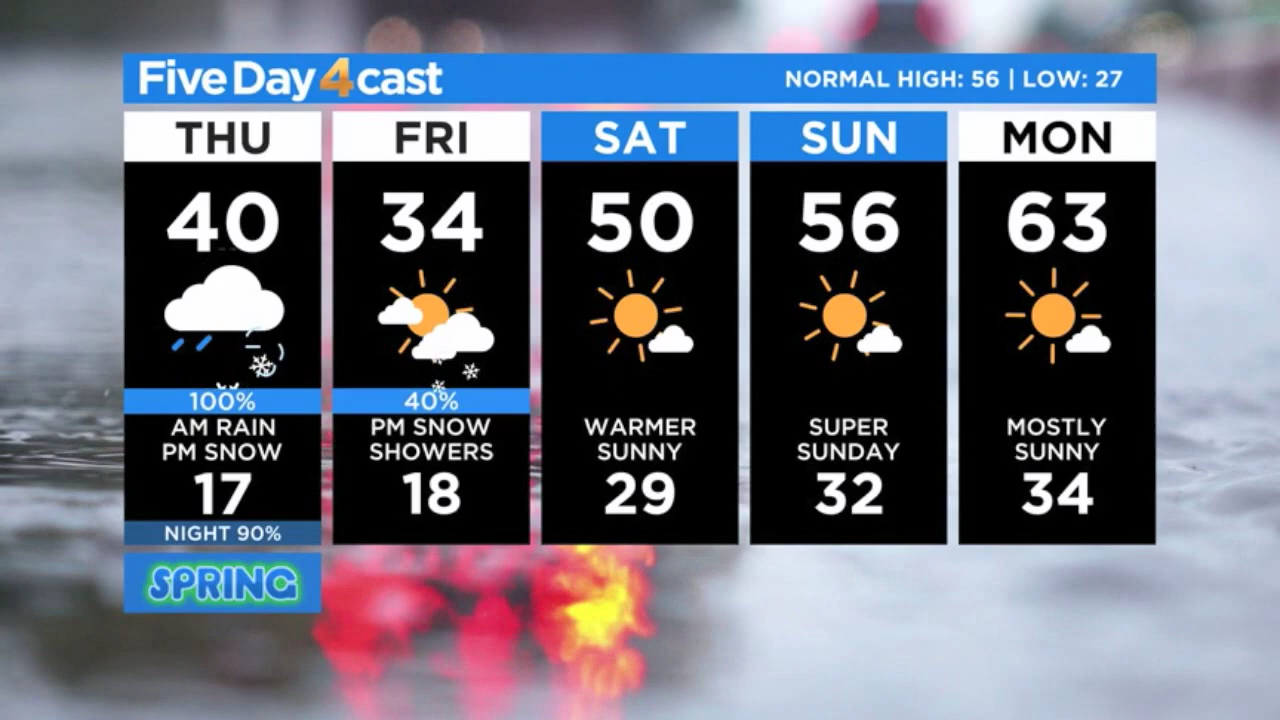 Five Day 4cast
NORMAL HIGH: 56 | LOW: 27
THU
40
100%
AM RAIN
PM SNOW
17
NIGHT 90%
SPRING
FRI
34
40%
PM SNOW
SHOWERS
18
SAT
50
WARMER
SUNNY
29
SUN
56
SUPER
SUNDAY
32
MON
63
MOSTLY
SUNNY
34